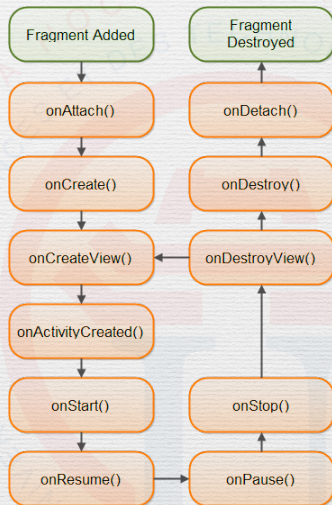 Fragment Added
onAttach()
onCreate()
onCreateView()
onActivityCreated()
onStart()
onResume()
Fragment
Destroyed
onDetach()
onDestroy()
onDestroyView()
onStop()
onPause()